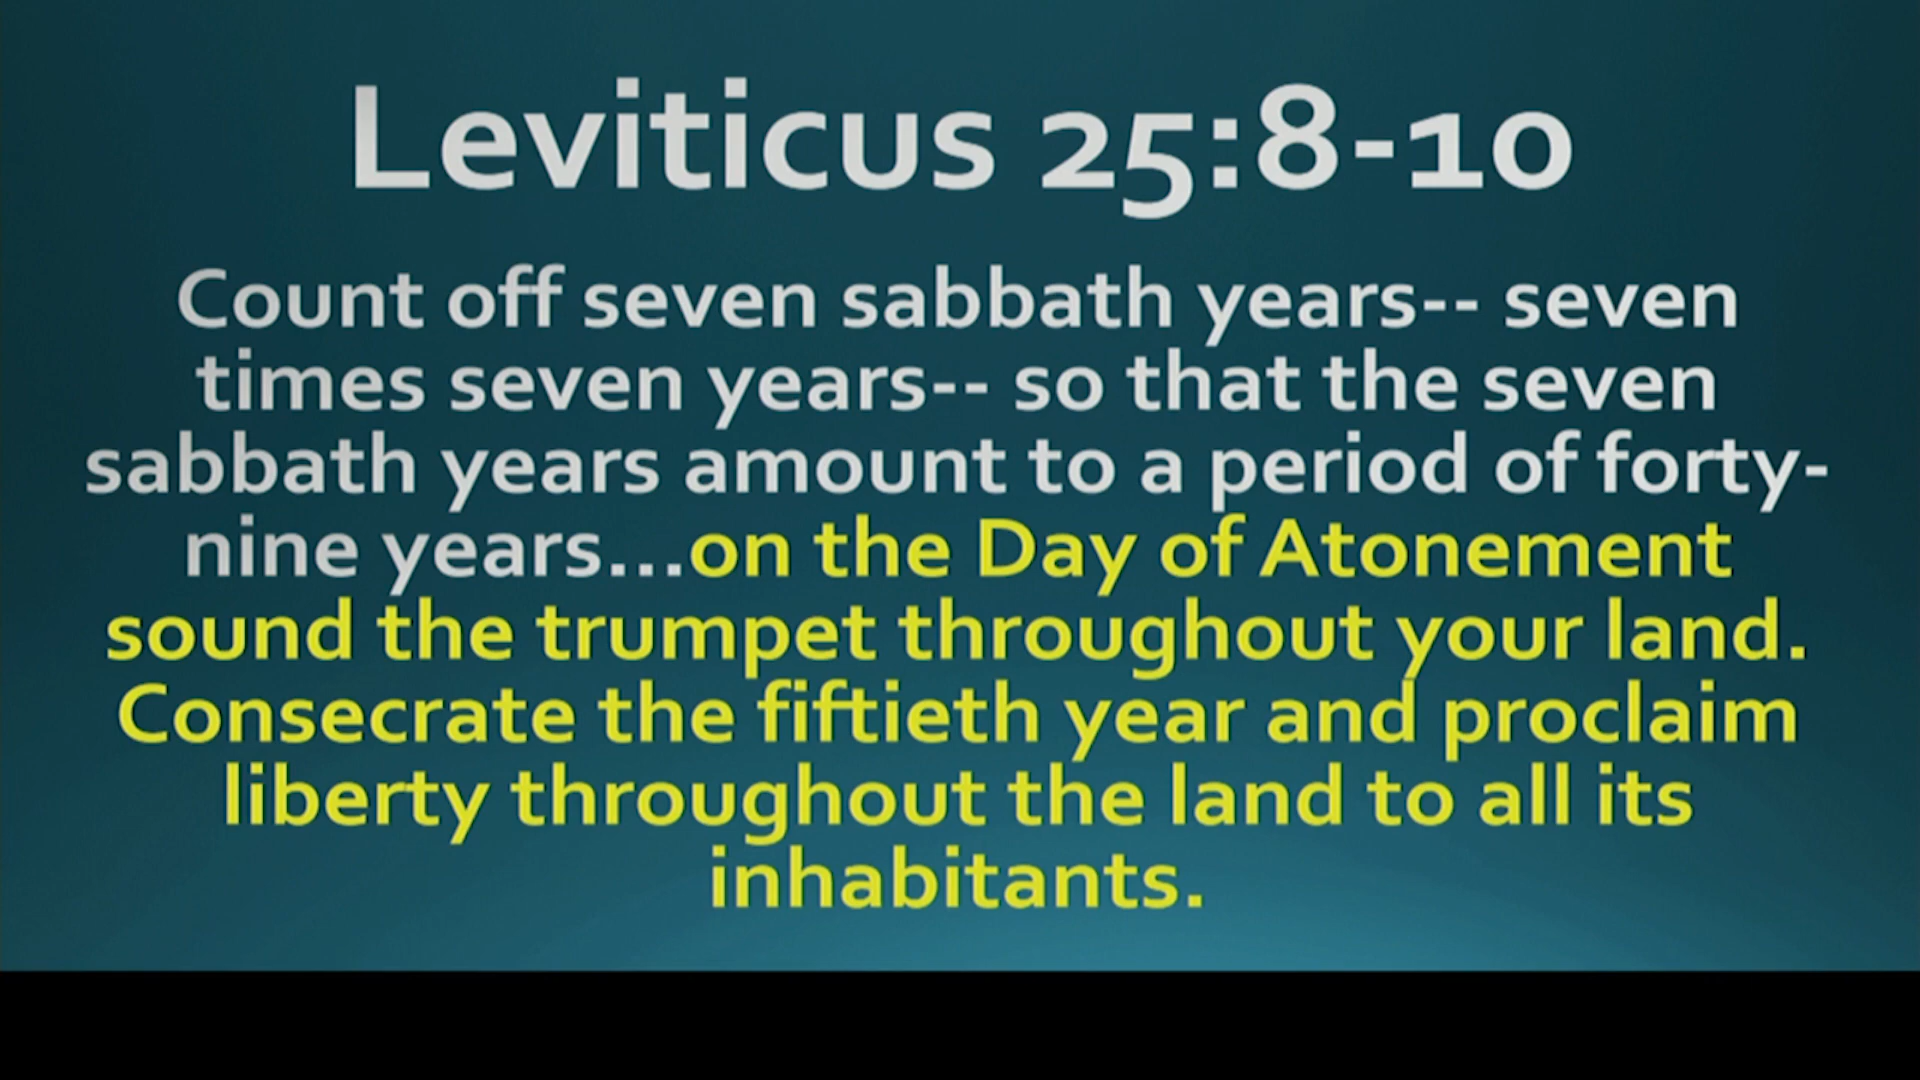 Leviticus 25:8-10
Count off seven sabbath years-- seven
times seven years-- so that the seven
sabbath years amount to a period of forty-
nine years...on the Day of Atonement
sound the trumpet throughout your land.
Consecrate the fiftieth year and proclaim
liberty throughout the land to all its
inhabitants.